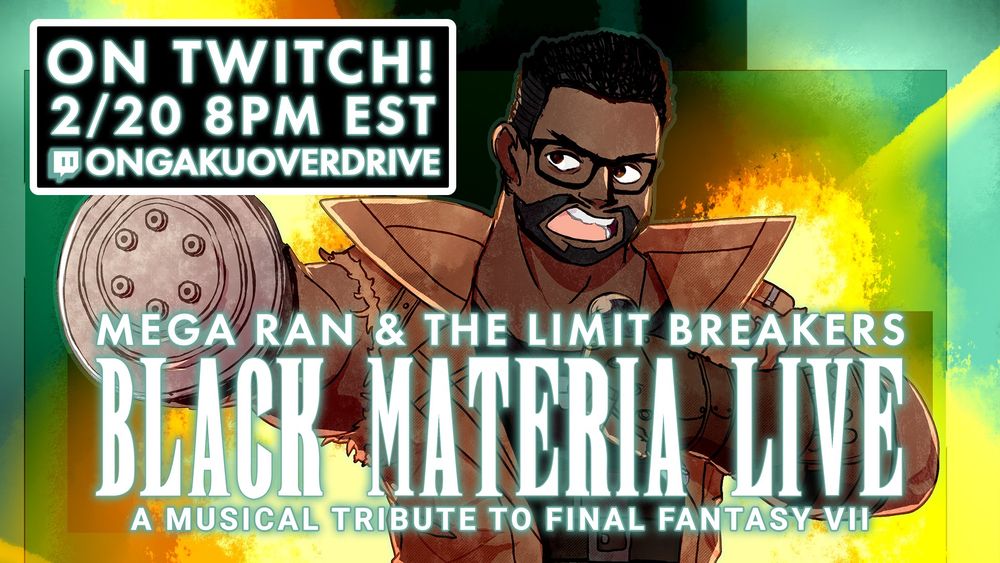 ON TWITCH!
2/20 8PM EST
ONGAKUOVERDRIVE
MEGA RAN & THE LIMIT BREAKERS
BLACK MATERIA LIVE
A MUSICAL TRIBUTE TO FINAL FANTASY VII